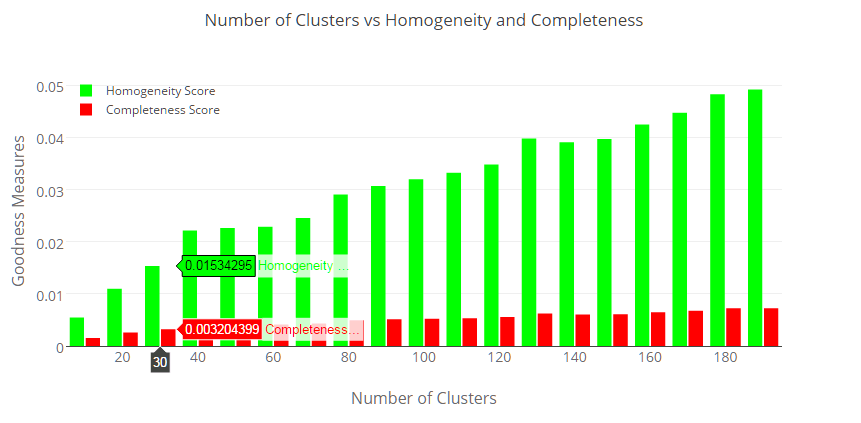 Number of Clusters vs Homogeneity and Completeness
Homogeneity Score
Completeness Score
Goodness Measures
0.05
0.04
0.03
0.02
0.01
0
0.01534295 Homogeneity ...
0.003204399 Completeness...
20
30
40
60
80
100
120
140
160
180
Number of Clusters